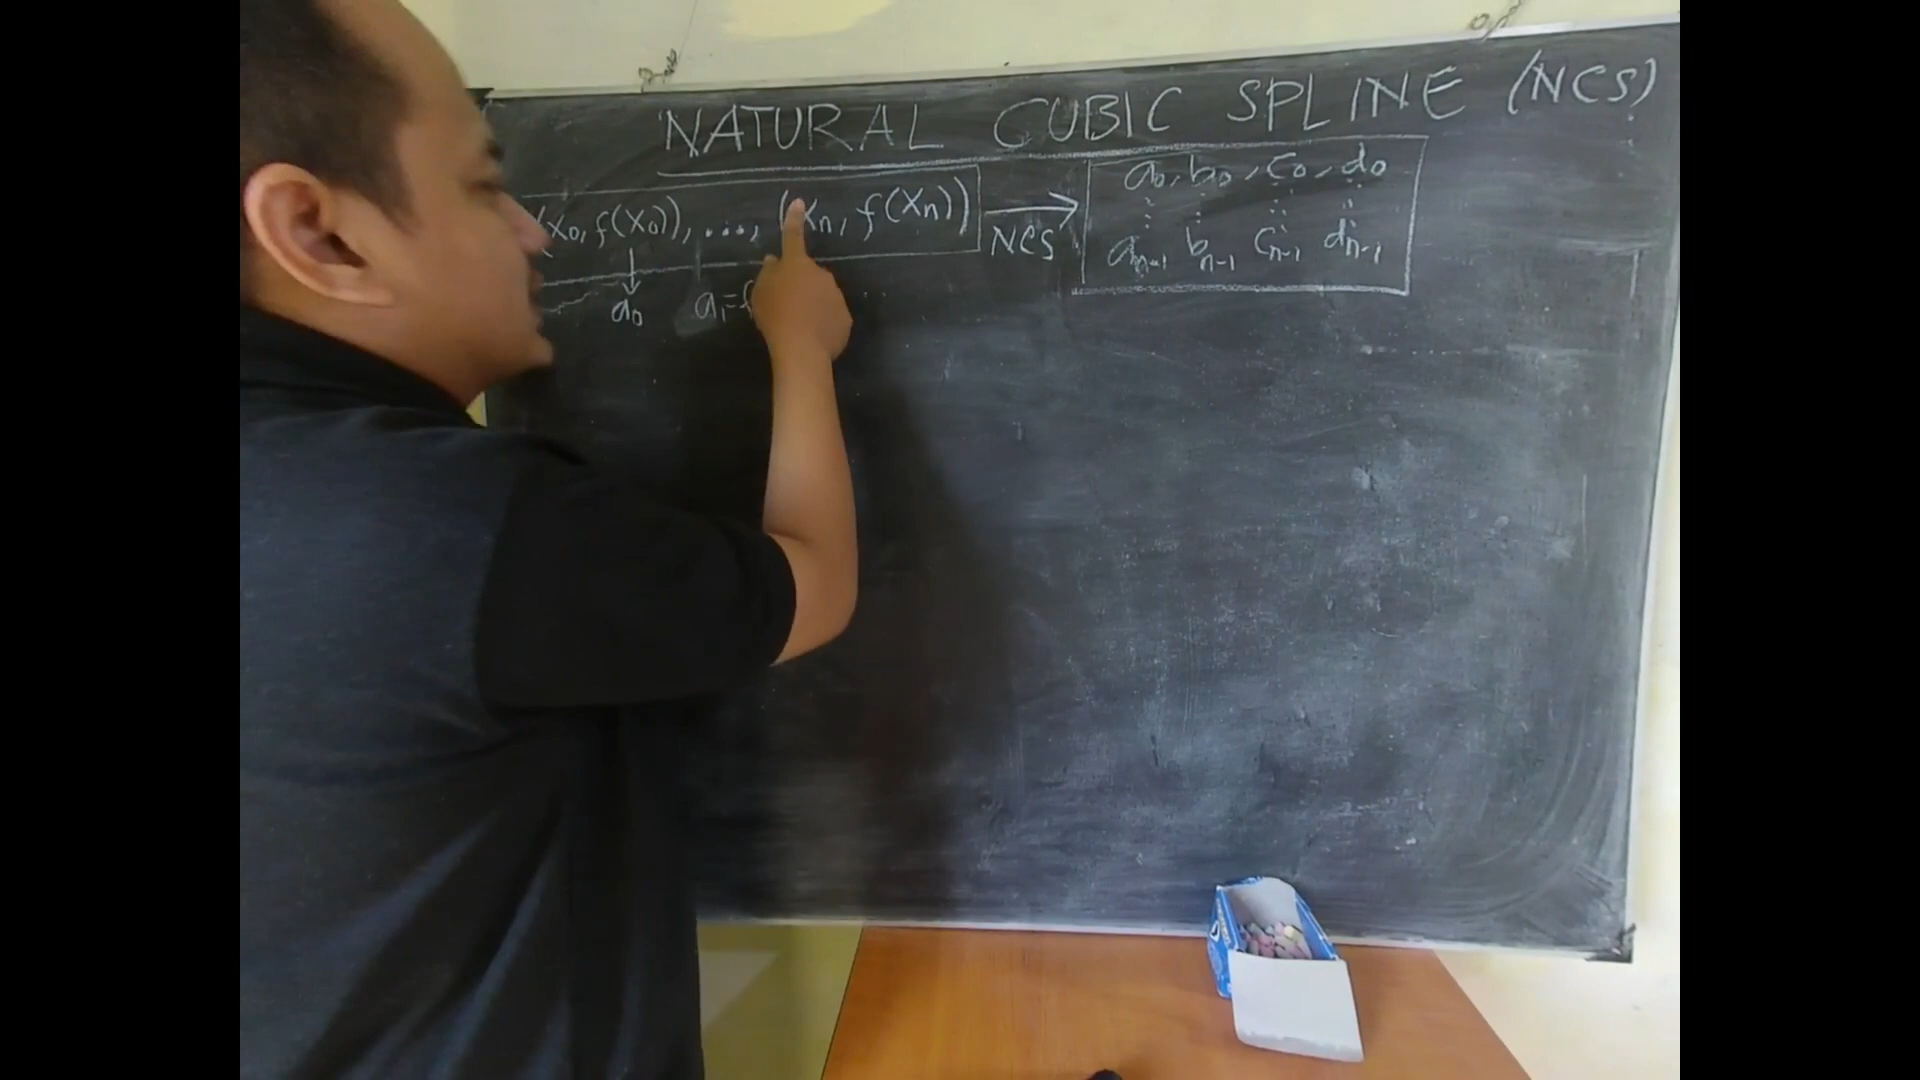 NATURAL CUBIC SPLINE (NCS)
(x₀, f(x₀)), ..., (xₙ, f(xₙ)) NCS → a₀, b₀, c₀, d₀
⋮ ⋮ ⋮ ⋮
aₙ₋₁ bₙ₋₁ cₙ₋₁ dₙ₋₁
↓
a₀ a₁=f